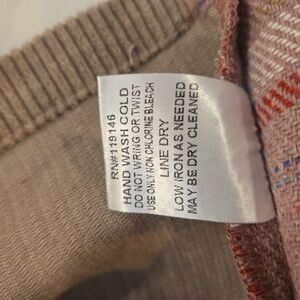 RN#119146
HAND WASH COLD
DO NOT WRING OR TWIST
USE ONLY NON CHLORINE BLEACH
LINE DRY
LOW IRON AS NEEDED
MAY BE DRY CLEANED